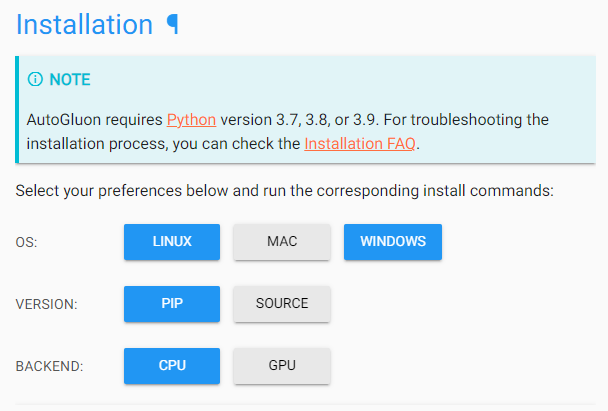 Installation ¶
NOTE
AutoGluon requires Python version 3.7, 3.8, or 3.9. For troubleshooting the
installation process, you can check the Installation FAQ.
Select your preferences below and run the corresponding install commands:
OS: LINUX MAC WINDOWS
VERSION: PIP SOURCE
BACKEND: CPU GPU